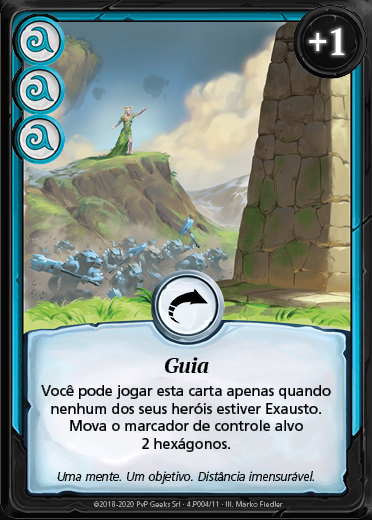 +1
Guia
Você pode jogar esta carta apenas quando
nenhum dos seus heróis estiver Exausto.
Mova o marcador de controle alvo
2 hexágonos.
Uma mente. Um objetivo. Distância imensurável.
©2018-2020 PvP Geeks Srl · 4.P004/11 · Ill. Marko Fiedler